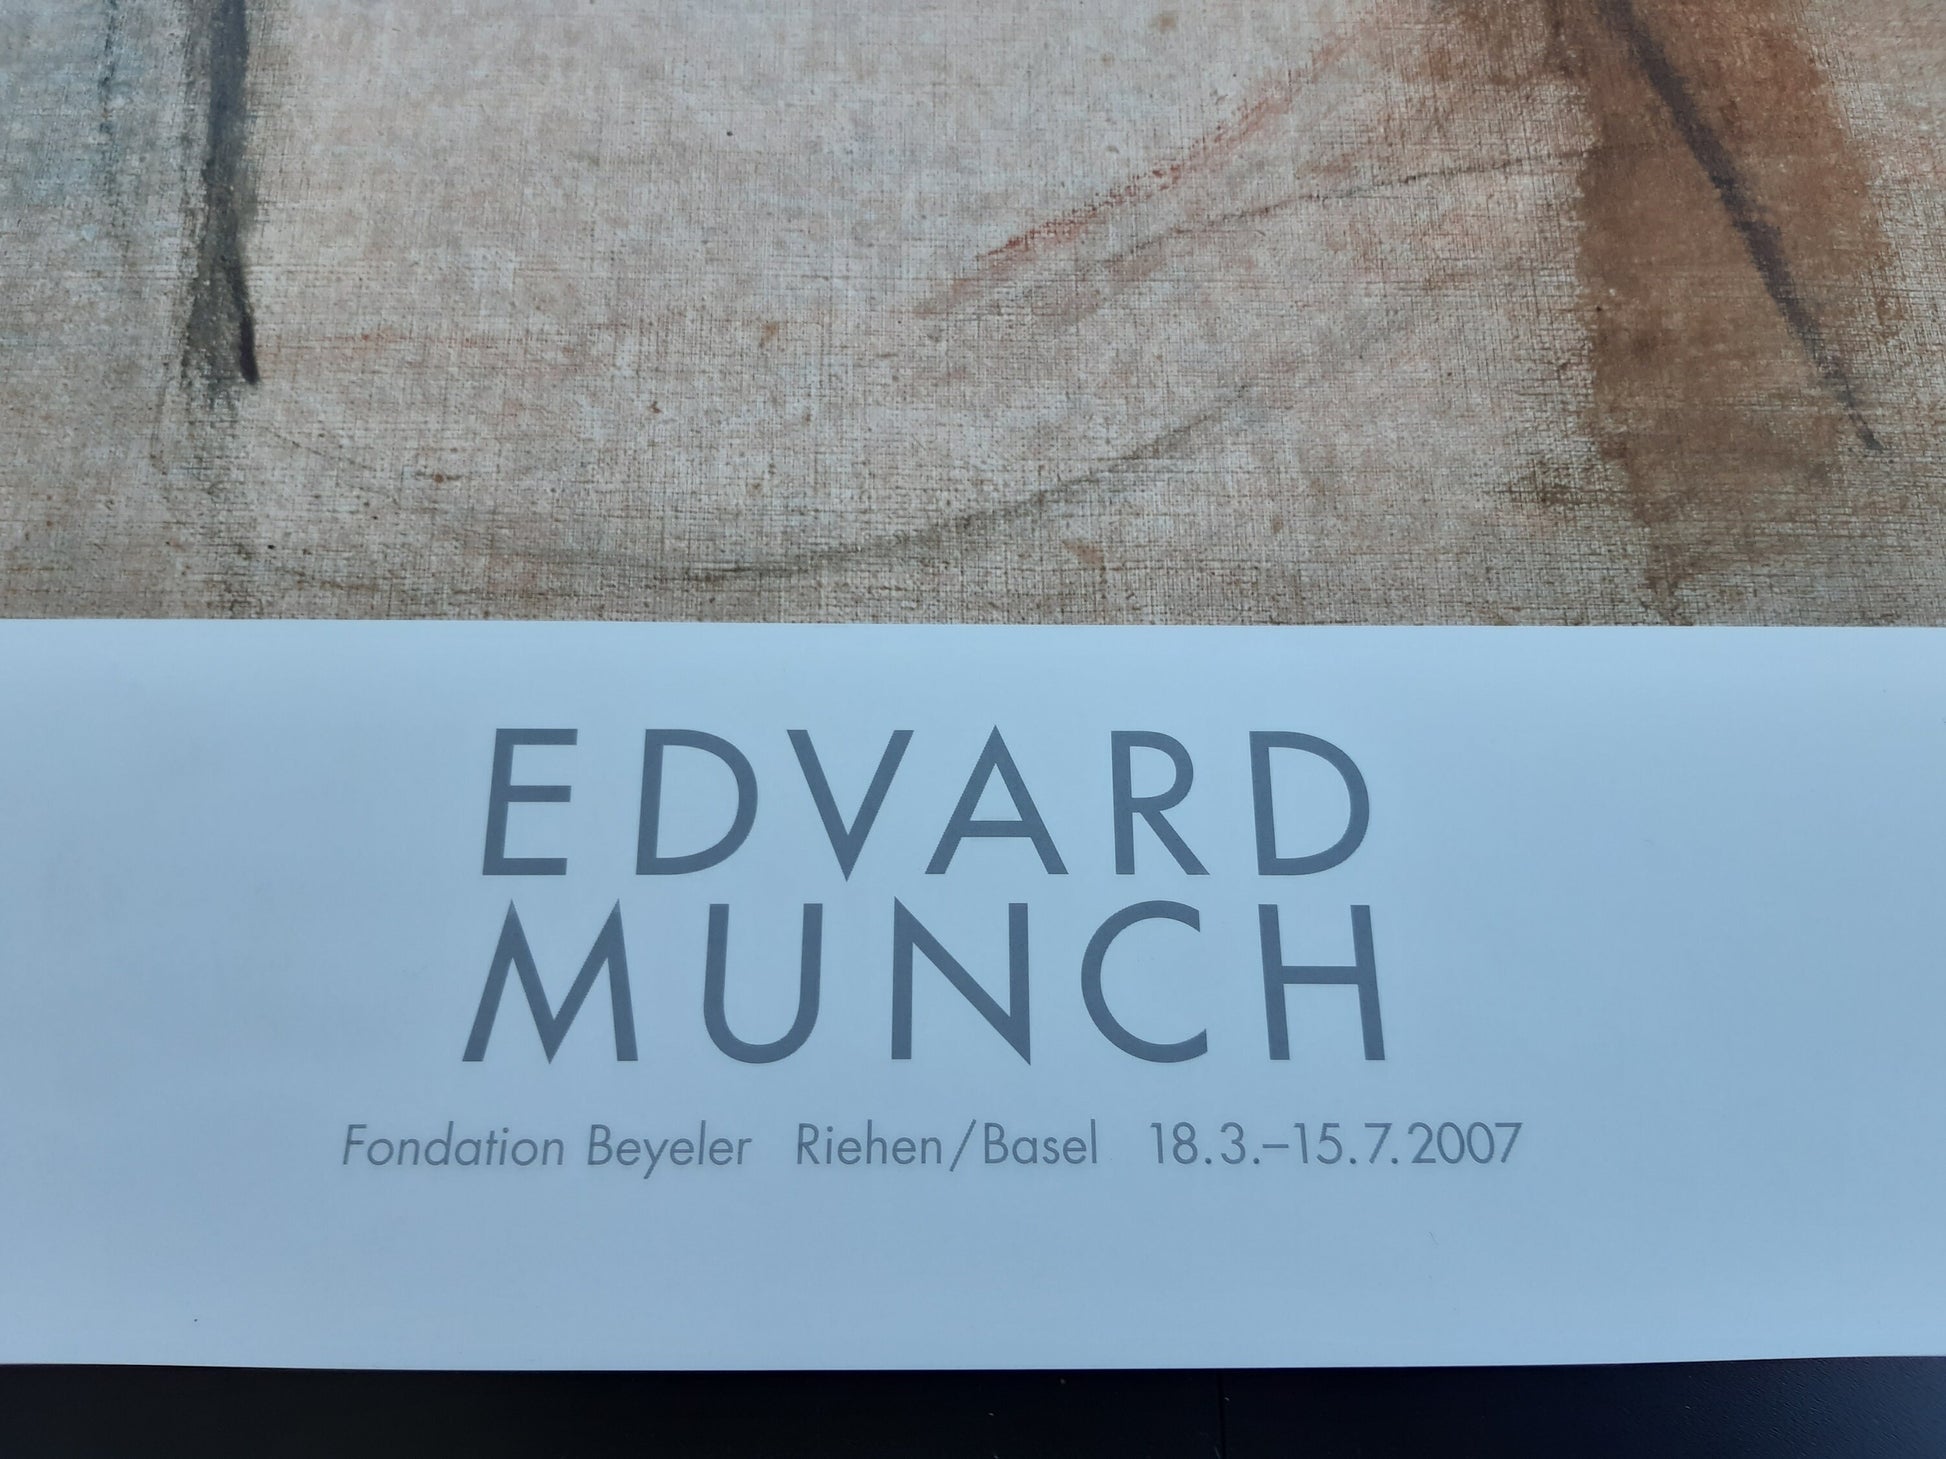 EDVARD
MUNCH
Fondation Beyeler Riehen/Basel 18.3.–15.7.2007